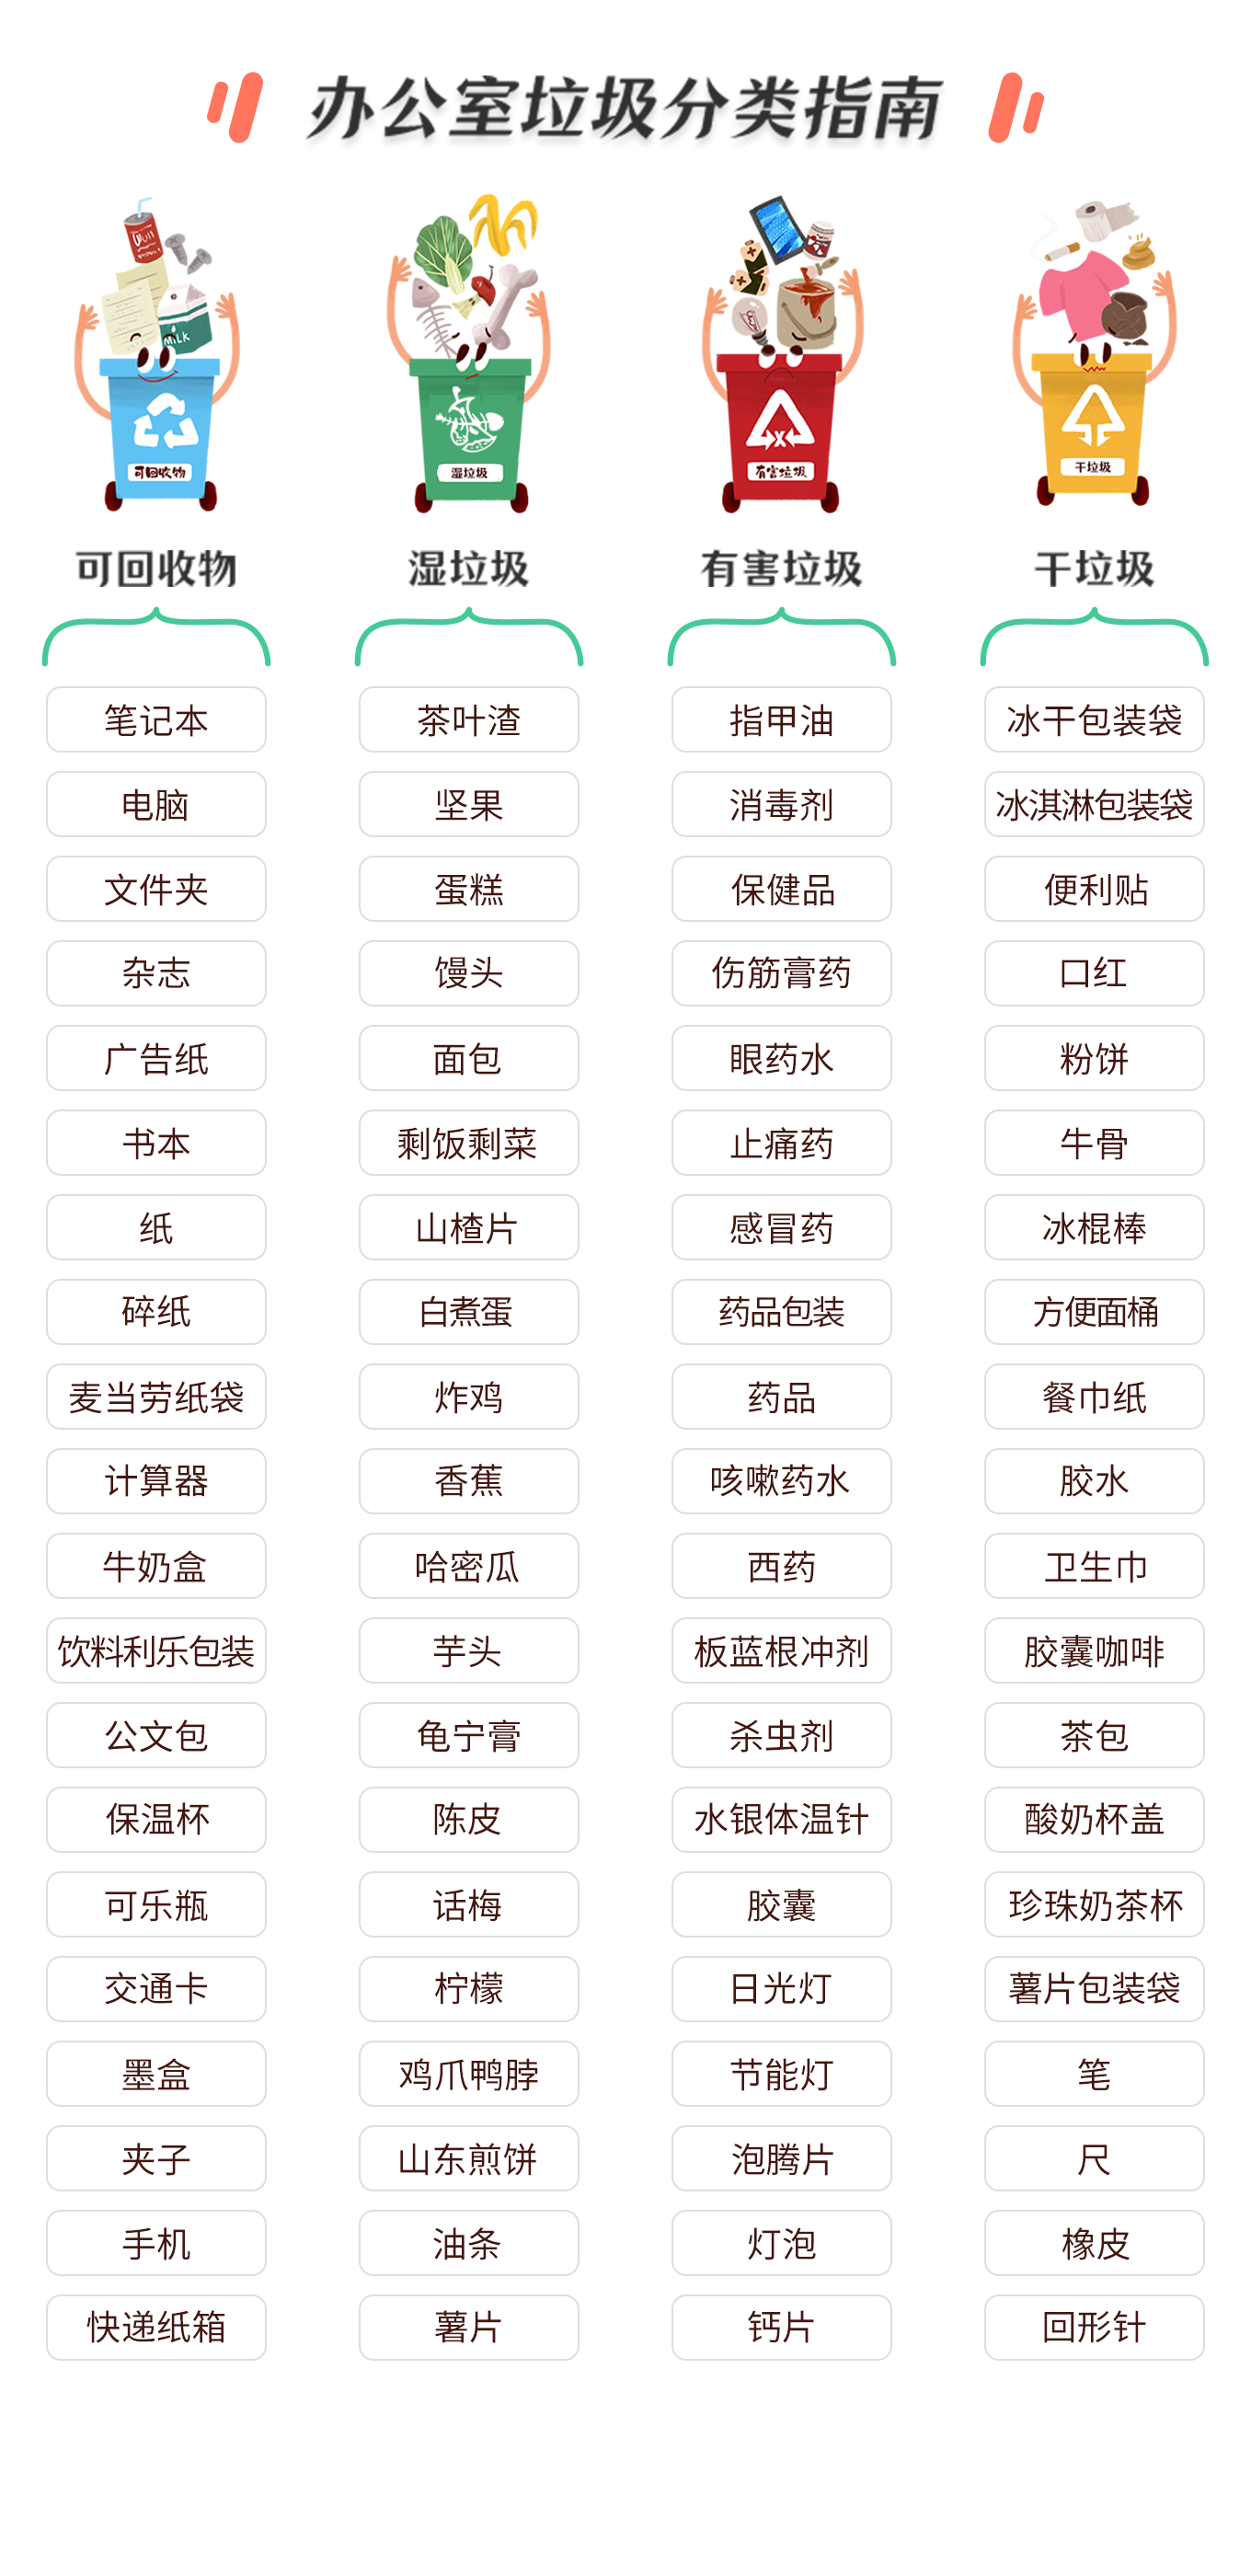 办公室垃圾分类指南
MiLK
可回收物
湿垃圾
有害垃圾
干垃圾
可回收物
湿垃圾
有害垃圾
干垃圾
笔记本
茶叶渣
指甲油
冰干包装袋
电脑
坚果
消毒剂
冰淇淋包装袋
文件夹
蛋糕
保健品
便利贴
杂志
馒头
伤筋膏药
口红
广告纸
面包
眼药水
粉饼
书本
剩饭剩菜
止痛药
牛骨
纸
山楂片
感冒药
冰棍棒
碎纸
白煮蛋
药品包装
方便面桶
麦当劳纸袋
炸鸡
药品
餐巾纸
计算器
香蕉
咳嗽药水
胶水
牛奶盒
哈密瓜
西药
卫生巾
饮料利乐包装
芋头
板蓝根冲剂
胶囊咖啡
公文包
龟宁膏
杀虫剂
茶包
保温杯
陈皮
水银体温针
酸奶杯盖
可乐瓶
话梅
胶囊
珍珠奶茶杯
交通卡
柠檬
日光灯
薯片包装袋
墨盒
鸡爪鸭脖
节能灯
笔
夹子
山东煎饼
泡腾片
尺
手机
油条
灯泡
橡皮
快递纸箱
薯片
钙片
回形针